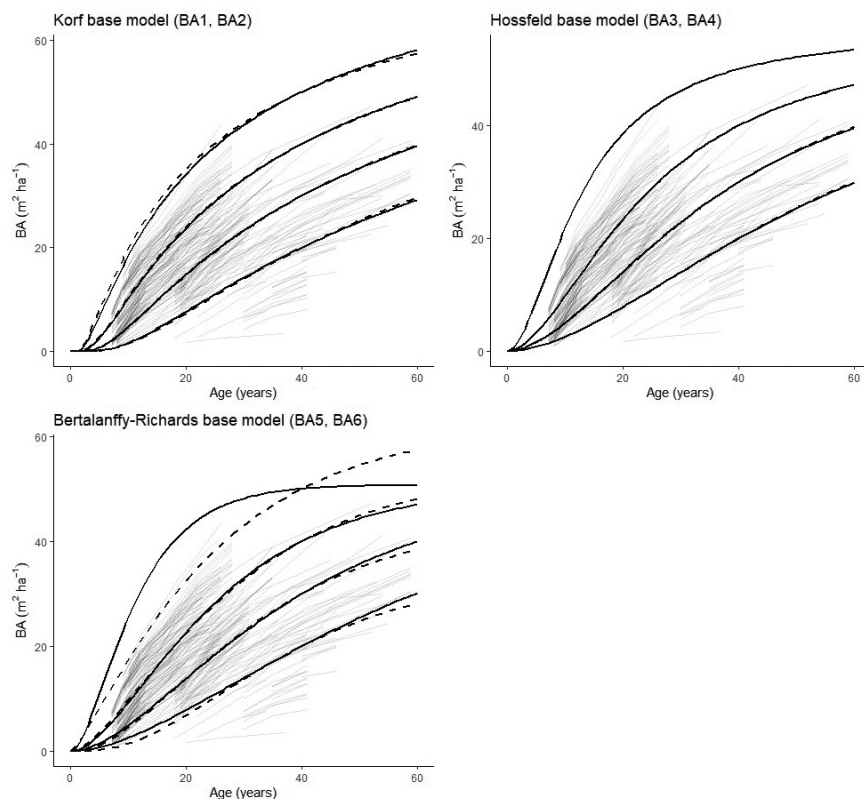 Korf base model (BA1, BA2)
60
40
20
0
BA (m² ha⁻¹)
0 20 40 60
Age (years)
Hossfeld base model (BA3, BA4)
40
20
0
BA (m² ha⁻¹)
0 20 40 60
Age (years)
Bertalanffy-Richards base model (BA5, BA6)
60
40
20
0
BA (m² ha⁻¹)
0 20 40 60
Age (years)